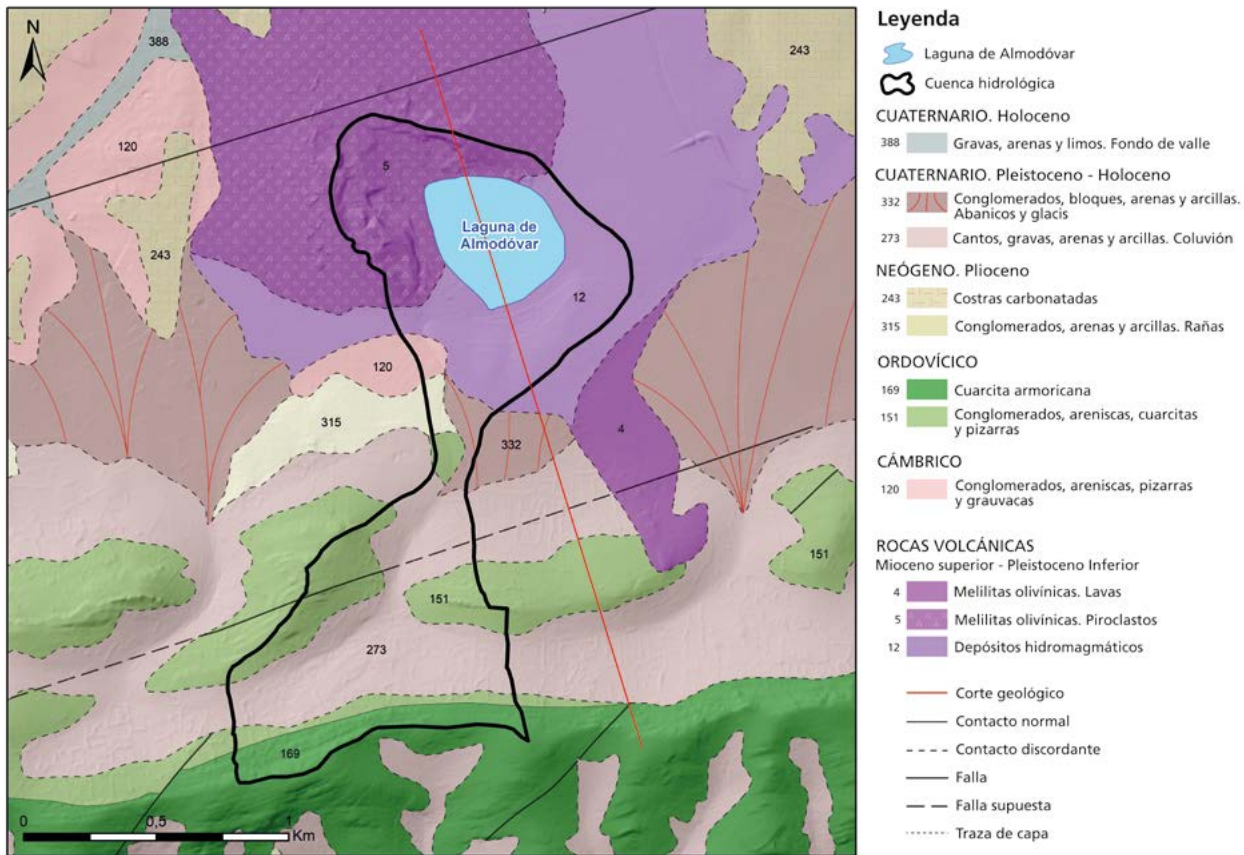 N
388
243
120
5
Laguna de
Almodóvar
243
12
120
315
332
4
151
151
273
169
0
0,5
1
Km
Leyenda
Laguna de Almodóvar
Cuenca hidrológica
CUATERNARIO. Holoceno
388 Gravas, arenas y limos. Fondo de valle
CUATERNARIO. Pleistoceno - Holoceno
332 Conglomerados, bloques, arenas y arcillas.
Abanicos y glacis
273 Cantos, gravas, arenas y arcillas. Coluvión
NEÓGENO. Plioceno
243 Costras carbonatadas
315 Conglomerados, arenas y arcillas. Rañas
ORDOVÍCICO
169 Cuarcita armoricana
151 Conglomerados, areniscas, cuarcitas
y pizarras
CÁMBRICO
120 Conglomerados, areniscas, pizarras
y grauvacas
ROCAS VOLCÁNICAS
Mioceno superior - Pleistoceno Inferior
4 Melilitas olivínicas. Lavas
5 Melilitas olivínicas. Piroclastos
12 Depósitos hidromagmáticos
Corte geológico
Contacto normal
Contacto discordante
Falla
Falla supuesta
Traza de capa